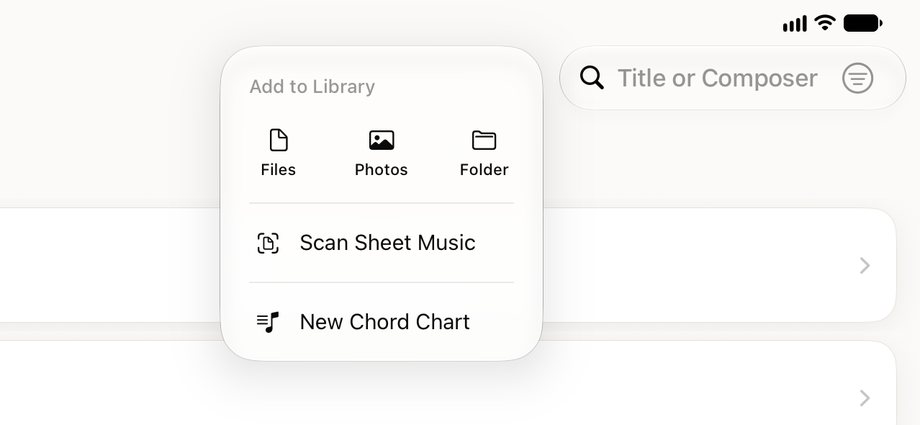 Add to Library
Title or Composer
Files
Photos
Folder
Scan Sheet Music
New Chord Chart